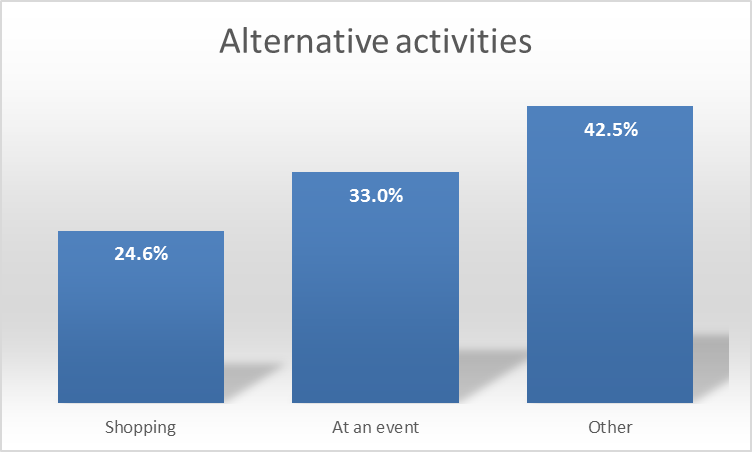 Alternative activities
42.5%
33.0%
24.6%
Shopping
At an event
Other